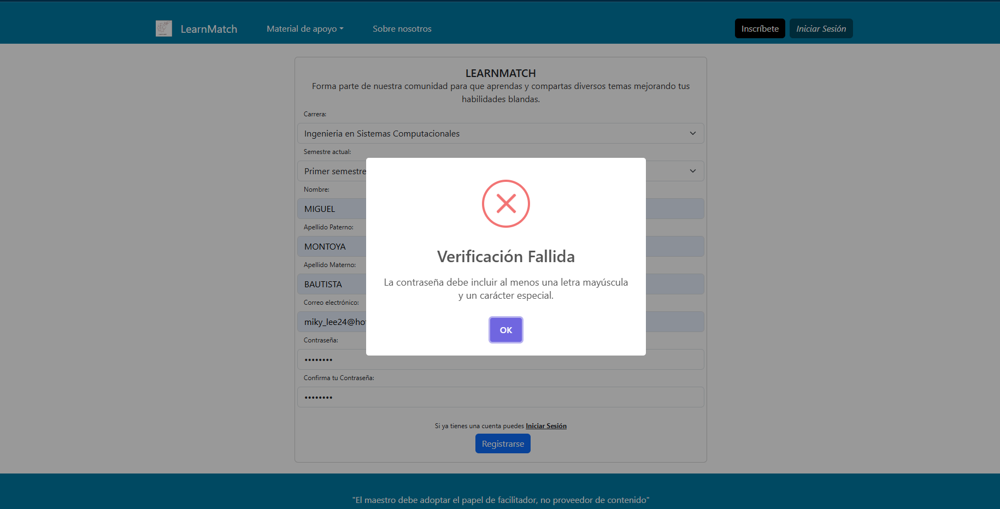 LearnMatch
Material de apoyo
Sobre nosotros
Inscríbete
Iniciar Sesión
LEARNMATCH
Forma parte de nuestra comunidad para que aprendas y compartas diversos temas mejorando tus
habilidades blandas.
Carrera:
Ingenieria en Sistemas Computacionales
Semestre actual:
Primer semestre
Nombre:
MIGUEL
Apellido Paterno:
MONTOYA
Apellido Materno:
BAUTISTA
Correo electrónico:
miky_lee24@ho
Contraseña:
••••••••
Confirma tu Contraseña:
••••••••
Verificación Fallida
La contraseña debe incluir al menos una letra mayúscula
y un carácter especial.
OK
Si ya tienes una cuenta puedes Iniciar Sesión
Registrarse
"El maestro debe adoptar el papel de facilitador, no proveedor de contenido"